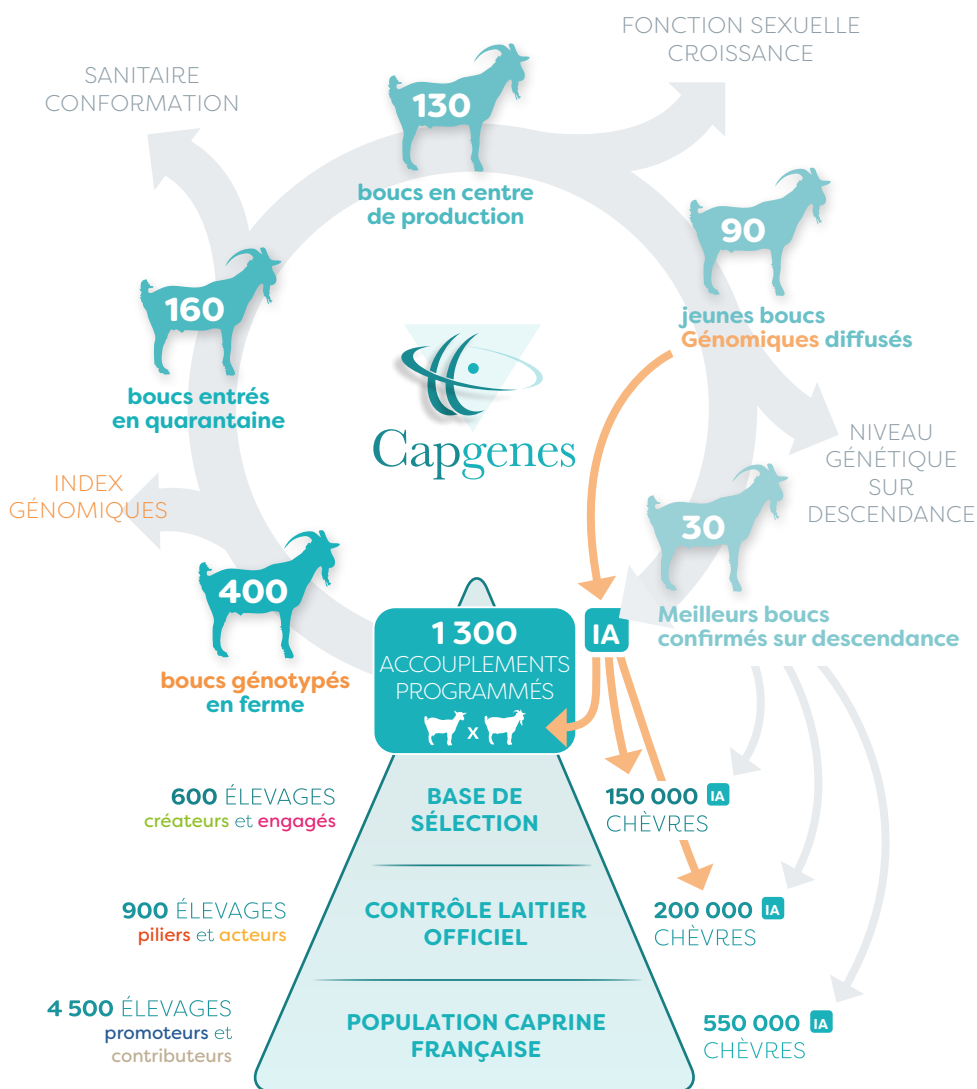 FONCTION SEXUELLE
CROISSANCE
SANITAIRE
CONFORMATION
130
boucs en centre
de production
90
jeunes boucs
Génomiques diffusés
160
boucs entrés
en quarantaine
Capgenes
NIVEAU
GÉNÉTIQUE
SUR
DESCENDANCE
INDEX
GÉNOMIQUES
30
Meilleurs boucs
confirmés sur descendance
400
boucs génotypés
en ferme
1 300
ACCOUPLEMENTS
PROGRAMMÉS
X
IA
600 ÉLEVAGES
créateurs et engagés
BASE DE
SÉLECTION
150 000 IA
CHÈVRES
900 ÉLEVAGES
piliers et acteurs
CONTRÔLE LAITIER
OFFICIEL
200 000 IA
CHÈVRES
4 500 ÉLEVAGES
promoteurs et
contributeurs
POPULATION CAPRINE
FRANÇAISE
550 000 IA
CHÈVRES